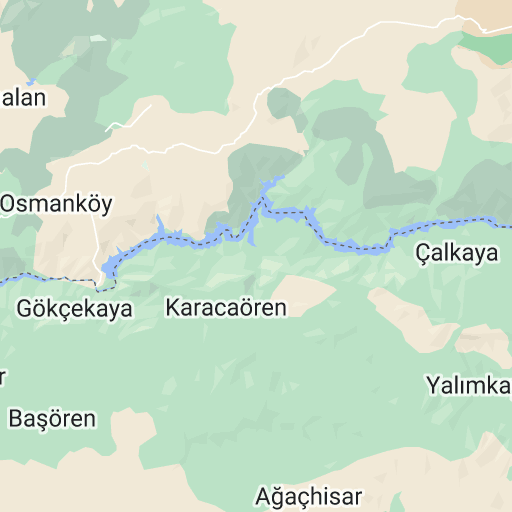 alan
Osmanköy
Çalkaya
Gökçekaya
Karacaören
r
Yalımka
Başören
Ağaçhisar